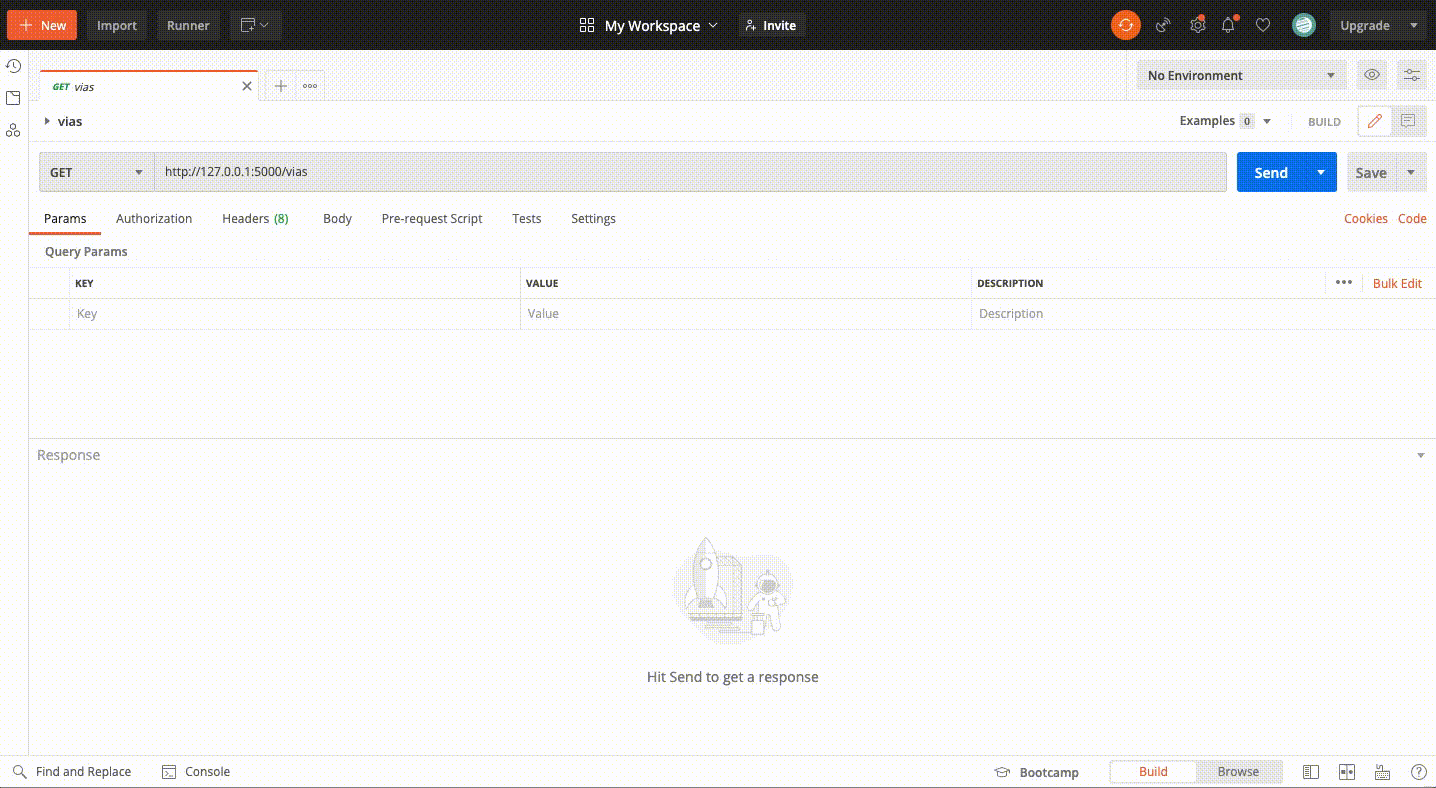 New Import Runner My Workspace Invite Upgrade
GET vias No Environment
vias Examples 0 BUILD
GET http://127.0.0.1:5000/vias Send Save
Params Authorization Headers (8) Body Pre-request Script Tests Settings Cookies Code
Query Params
KEY VALUE DESCRIPTION Bulk Edit
Key Value Description
Response
Hit Send to get a response
Find and Replace Console Bootcamp Build Browse